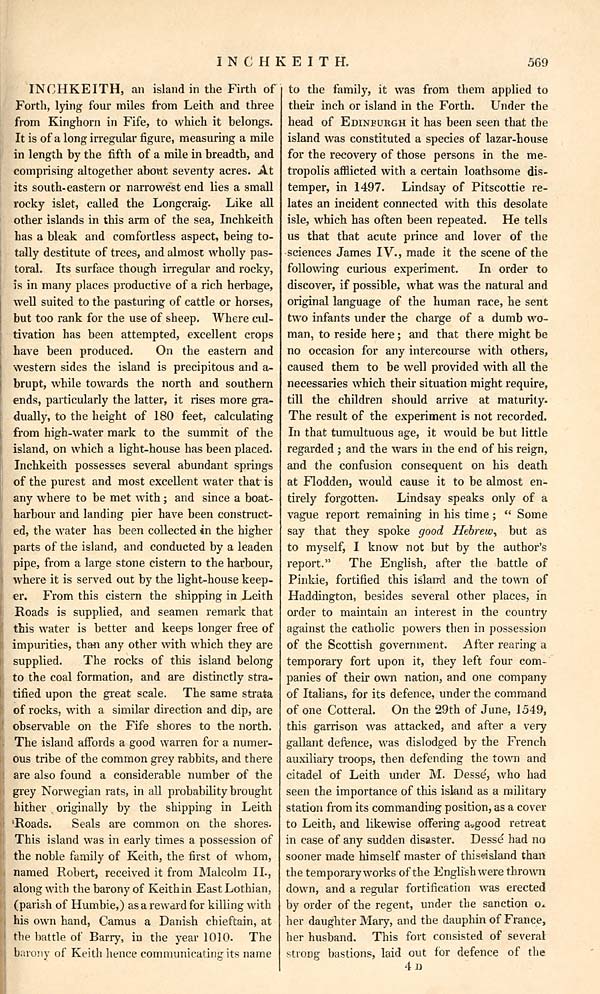 INCHKEITH.
569
INCHKEITH, an island in the Firth of
Forth, lying four miles from Leith and three
from Kinghorn in Fife, to which it belongs.
It is of a long irregular figure, measuring a mile
in length by the fifth of a mile in breadth, and
comprising altogether about seventy acres. At
its south-eastern or narrowest end lies a small
rocky islet, called the Longcraig. Like all
other islands in this arm of the sea, Inchkeith
has a bleak and comfortless aspect, being to-
tally destitute of trees, and almost wholly pas-
toral. Its surface though irregular and rocky,
is in many places productive of a rich herbage,
well suited to the pasturing of cattle or horses,
but too rank for the use of sheep. Where cul-
tivation has been attempted, excellent crops
have been produced. On the eastern and
western sides the island is precipitous and a-
brupt, while towards the north and southern
ends, particularly the latter, it rises more gra-
dually, to the height of 180 feet, calculating
from high-water mark to the summit of the
island, on which a light-house has been placed.
Inchkeith possesses several abundant springs
of the purest and most excellent water that is
any where to be met with; and since a boat-
harbour and landing pier have been construct-
ed, the water has been collected in the higher
parts of the island, and conducted by a leaden
pipe, from a large stone cistern to the harbour,
where it is served out by the light-house keep-
er. From this cistern the shipping in Leith
Roads is supplied, and seamen remark that
this water is better and keeps longer free of
impurities, than any other with which they are
supplied. The rocks of this island belong
to the coal formation, and are distinctly stra-
tified upon the great scale. The same strata
of rocks, with a similar direction and dip, are
observable on the Fife shores to the north.
The island affords a good warren for a numer-
ous tribe of the common grey rabbits, and there
are also found a considerable number of the
grey Norwegian rats, in all probability brought
hither originally by the shipping in Leith
Roads. Seals are common on the shores.
This island was in early times a possession of
the noble family of Keith, the first of whom,
named Robert, received it from Malcolm II.,
along with the barony of Keith in East Lothian,
(parish of Humbie,) as a reward for killing with
his own hand, Camus a Danish chieftain, at
the battle of Barry, in the year 1010. The
barony of Keith hence communicating its name
to the family, it was from them applied to
their inch or island in the Forth. Under the
head of EDINBURGH it has been seen that the
island was constituted a species of lazar-house
for the recovery of those persons in the me-
tropolis afflicted with a certain loathsome dis-
temper, in 1497. Lindsay of Pitscottie re-
lates an incident connected with this desolate
isle, which has often been repeated. He tells
us that that acute prince and lover of the
sciences James IV., made it the scene of the
following curious experiment. In order to
discover, if possible, what was the natural and
original language of the human race, he sent
two infants under the charge of a dumb wo-
man, to reside here; and that there might be
no occasion for any intercourse with others,
caused them to be well provided with all the
necessaries which their situation might require,
till the children should arrive at maturity.
The result of the experiment is not recorded.
In that tumultuous age, it would be but little
regarded; and the wars in the end of his reign,
and the confusion consequent on his death
at Flodden, would cause it to be almost en-
tirely forgotten. Lindsay speaks only of a
vague report remaining in his time; " Some
say that they spoke good Hebrew, but as
to myself, I know not but by the author's
report." The English, after the battle of
Pinkie, fortified this island and the town of
Haddington, besides several other places, in
order to maintain an interest in the country
against the catholic powers then in possession
of the Scottish government. After rearing a
temporary fort upon it, they left four com-
panies of their own nation, and one company
of Italians, for its defence, under the command
of one Cotteral. On the 29th of June, 1549,
this garrison was attacked, and after a very
gallant defence, was dislodged by the French
auxiliary troops, then defending the town and
citadel of Leith under M. Dessé, who had
seen the importance of this island as a military
station from its commanding position, as a cover
to Leith, and likewise offering a good retreat
in case of any sudden disaster. Dessé had no
sooner made himself master of this island than
the temporary works of the English were thrown
down, and a regular fortification was erected
by order of the regent, under the sanction o.
her daughter Mary, and the dauphin of France,
her husband. This fort consisted of several
strong bastions, laid out for defence of the
4 D